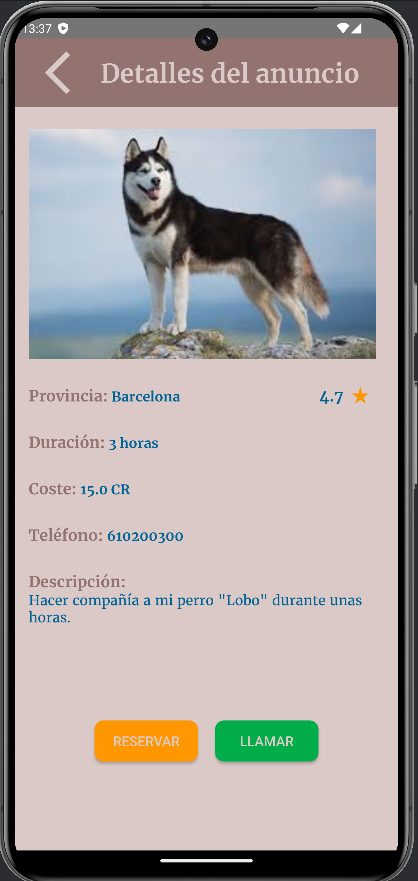 13:37
Detalles del anuncio
Provincia: Barcelona 4.7
Duración: 3 horas
Coste: 15.0 CR
Teléfono: 610200300
Descripción:
Hacer compañía a mi perro "Lobo" durante unas
horas.
RESERVAR LLAMAR